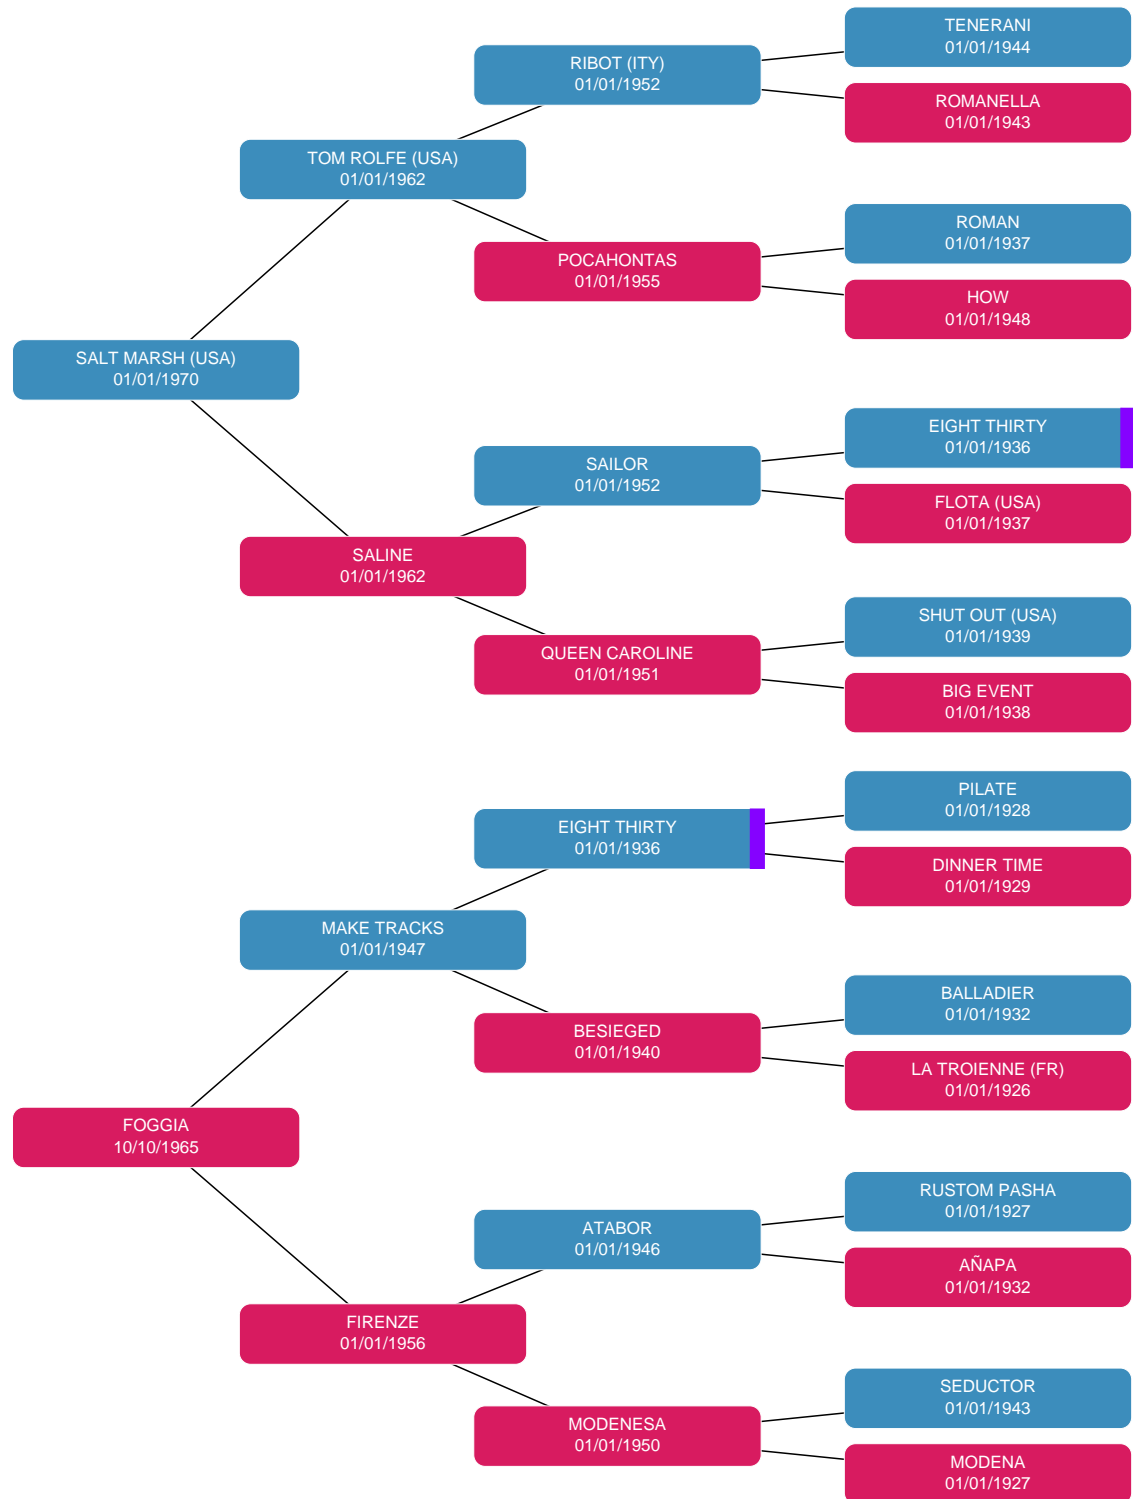 TENERANI
01/01/1944
RIBOT (ITY)
01/01/1952
ROMANELLA
01/01/1943
TOM ROLFE (USA)
01/01/1962
ROMAN
01/01/1937
POCAHONTAS
01/01/1955
HOW
01/01/1948
SALT MARSH (USA)
01/01/1970
EIGHT THIRTY
01/01/1936
SAILOR
01/01/1952
FLOTA (USA)
01/01/1937
SALINE
01/01/1962
SHUT OUT (USA)
01/01/1939
QUEEN CAROLINE
01/01/1951
BIG EVENT
01/01/1938
PILATE
01/01/1928
EIGHT THIRTY
01/01/1936
DINNER TIME
01/01/1929
MAKE TRACKS
01/01/1947
BALLADIER
01/01/1932
BESIEGED
01/01/1940
LA TROIENNE (FR)
01/01/1926
FOGGIA
10/10/1965
RUSTOM PASHA
01/01/1927
ATABOR
01/01/1946
AÑAPA
01/01/1932
FIRENZE
01/01/1956
SEDUCTOR
01/01/1943
MODENESA
01/01/1950
MODENA
01/01/1927